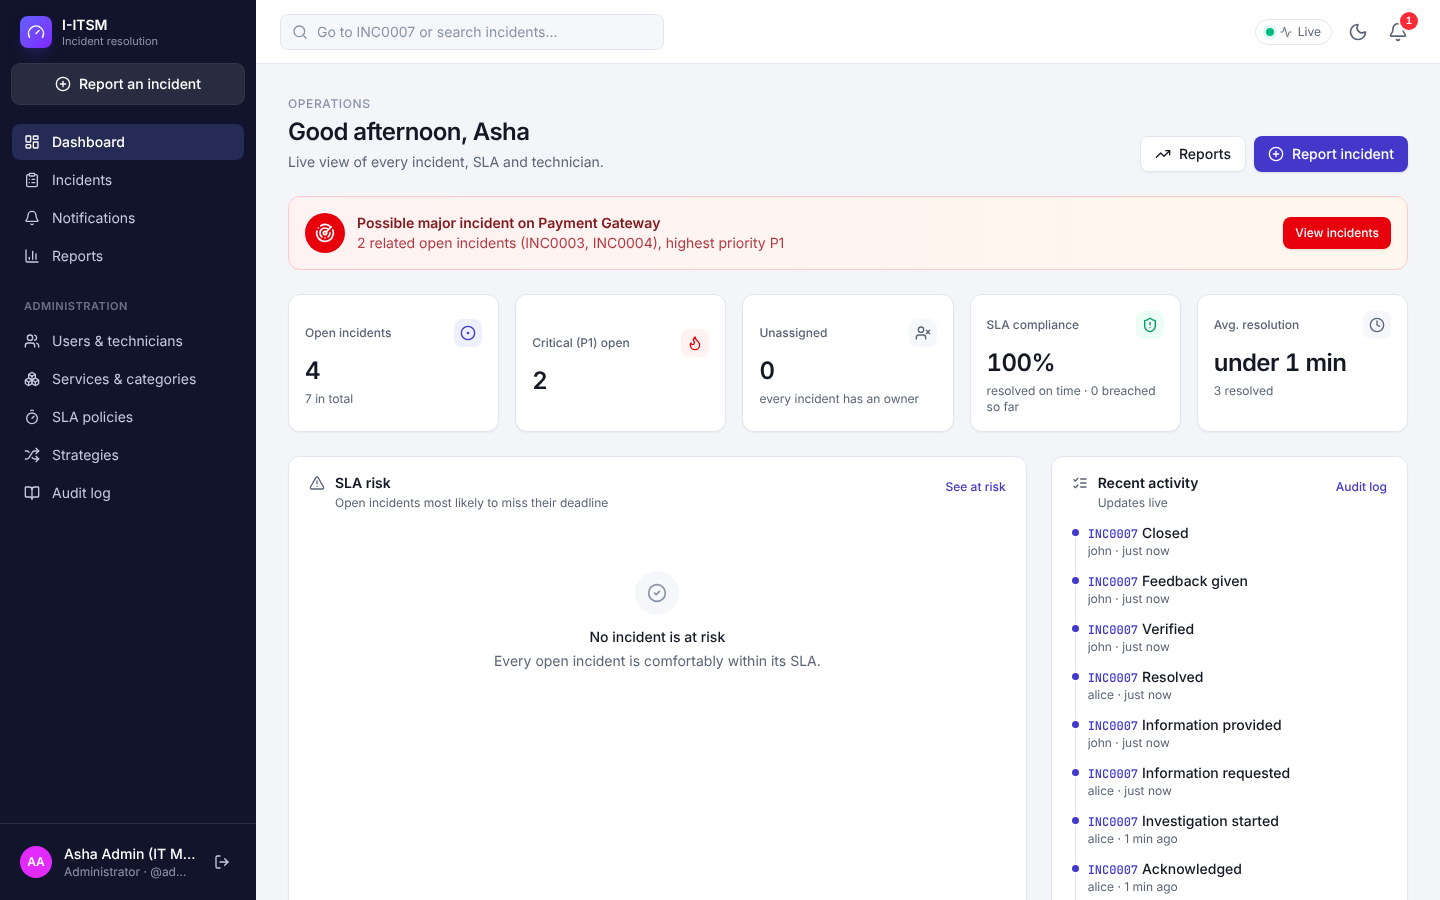 I-ITSM
Incident resolution
Report an incident
Dashboard
Incidents
Notifications
Reports
ADMINISTRATION
Users & technicians
Services & categories
SLA policies
Strategies
Audit log
AA
Asha Admin (IT M...
Administrator · @ad...
Go to INC0007 or search incidents...
Live
1
OPERATIONS
Good afternoon, Asha
Live view of every incident, SLA and technician.
Reports
Report incident
Possible major incident on Payment Gateway
2 related open incidents (INC0003, INC0004), highest priority P1
View incidents
Open incidents
4
7 in total
Critical (P1) open
2
Unassigned
0
every incident has an owner
SLA compliance
100%
resolved on time · 0 breached
so far
Avg. resolution
under 1 min
3 resolved
SLA risk
Open incidents most likely to miss their deadline
See at risk
No incident is at risk
Every open incident is comfortably within its SLA.
Recent activity
Updates live
Audit log
INC0007 Closed
john · just now
INC0007 Feedback given
john · just now
INC0007 Verified
john · just now
INC0007 Resolved
alice · just now
INC0007 Information provided
john · just now
INC0007 Information requested
alice · just now
INC0007 Investigation started
alice · 1 min ago
INC0007 Acknowledged
alice · 1 min ago